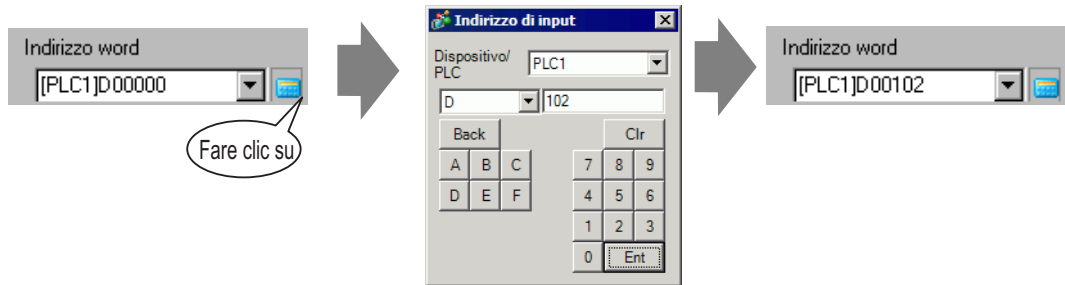 Indirizzo word
[PLC1]D00000
Fare clic su
Indirizzo di input
Dispositivo/
PLC
PLC1
D
102
Back
Clr
A B C
7 8 9
D E F
4 5 6
1 2 3
0 Ent
Indirizzo word
[PLC1]D00102